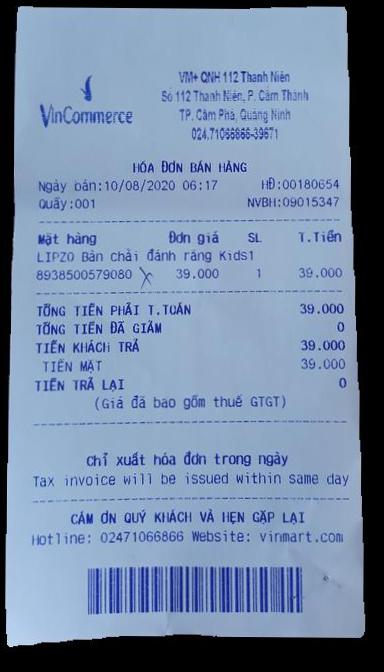 VinCommerce
VM+ QNH 112 Thanh Niên
Số 112 Thanh Niên, P. Cẩm Thành
TP. Cẩm Phả, Quảng Ninh
024.71066866-39671
HÓA ĐƠN BÁN HÀNG
Ngày bán:10/08/2020 06:17 HĐ:00180654
Quầy:001 NVBH:09015347
Mặt hàng Đơn giá SL T.Tiền
LIPZO Bàn chải đánh răng Kids1
8938500579080 39.000 1 39.000
TỔNG TIỀN PHẢI T.TOÁN 39.000
TỔNG TIỀN ĐÃ GIẢM 0
TIỀN KHÁCH TRẢ 39.000
TIỀN MẶT 39.000
TIỀN TRẢ LẠI 0
(Giá đã bao gồm thuế GTGT)
Chỉ xuất hóa đơn trong ngày
Tax invoice will be issued within same day
CẢM ƠN QUÝ KHÁCH VÀ HẸN GẶP LẠI
Hotline: 02471066866 Website: vinmart.com